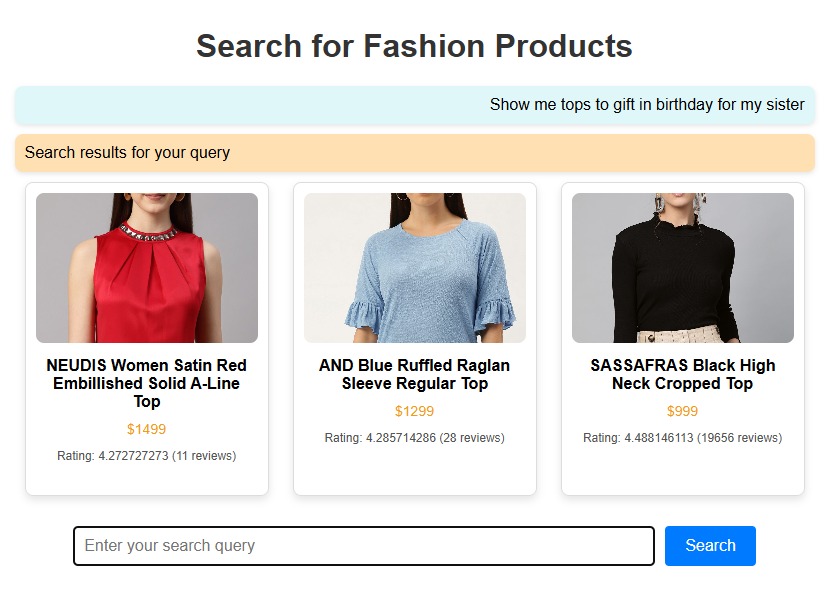 Search for Fashion Products
Show me tops to gift in birthday for my sister
Search results for your query
NEUDIS Women Satin Red
Embillished Solid A-Line
Top
$1499
Rating: 4.272727273 (11 reviews)
AND Blue Ruffled Raglan
Sleeve Regular Top
$1299
Rating: 4.285714286 (28 reviews)
SASSAFRAS Black High
Neck Cropped Top
$999
Rating: 4.488146113 (19656 reviews)
Enter your search query
Search